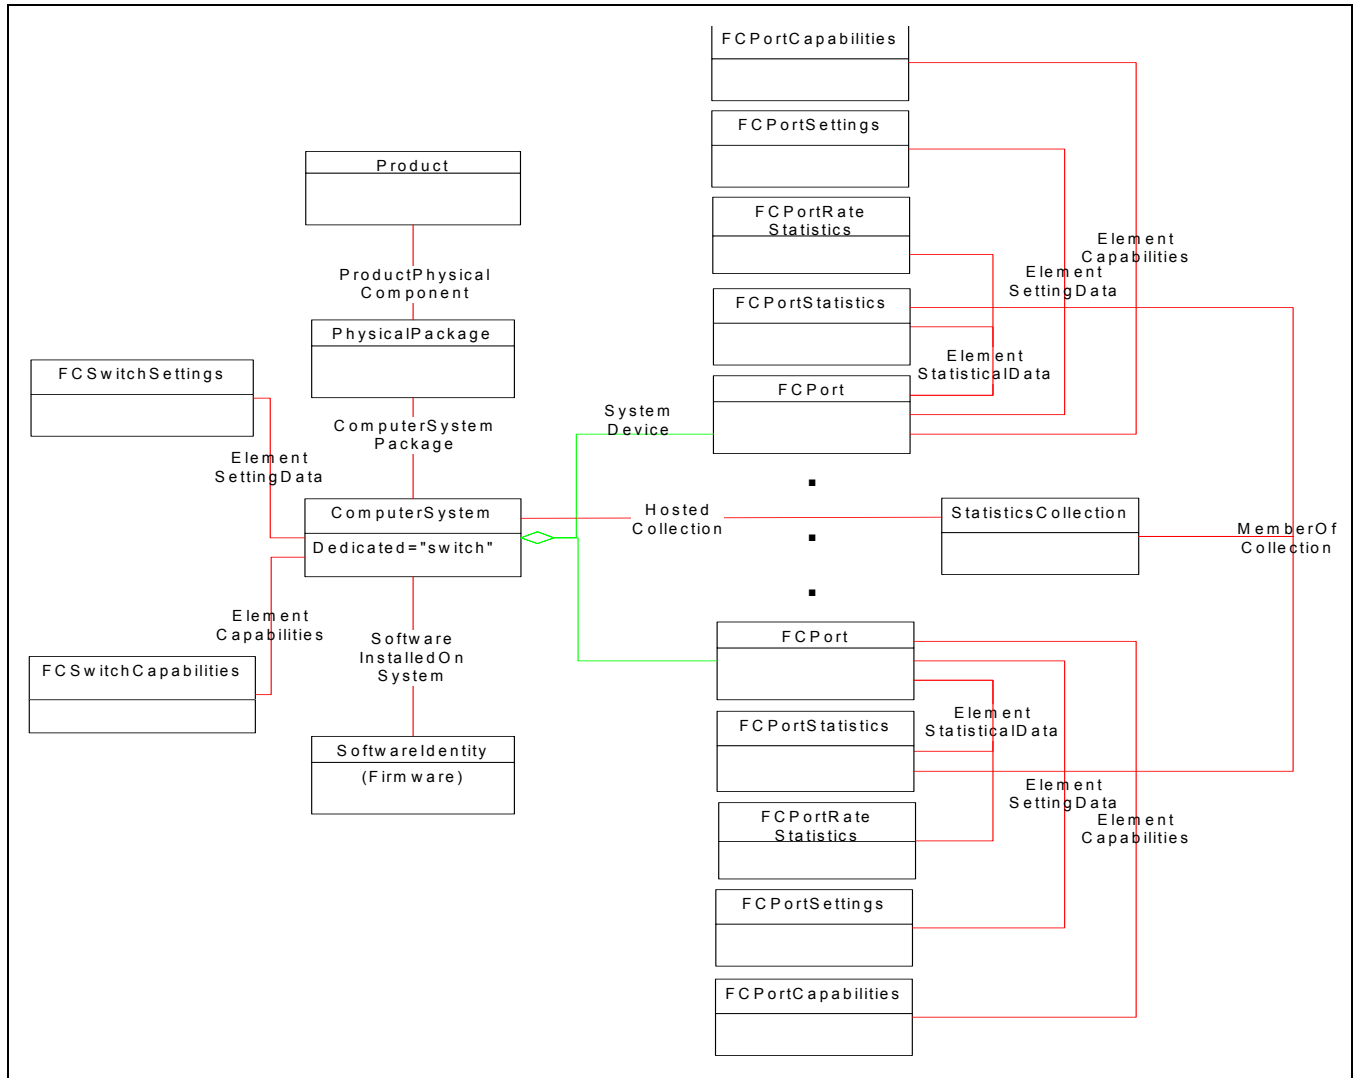 FCPortCapabilities
FCPortSettings
Product
FCPortRate
Statistics
Element
Capabilities
ProductPhysical
Component
Element
SettingData
FCPortStatistics
PhysicalPackage
Element
StatisticalData
FCSwitchSettings
FCPort
System
Device
ComputerSystem
Package
Element
SettingData
ComputerSystem
Dedicated="switch"
Hosted
Collection
StatisticsCollection
MemberOf
Collection
Element
Capabilities
Software
InstalledOn
System
FCPort
FCSwitchCapabilities
Element
StatisticalData
FCPortStatistics
SoftwareIdentity
(Firmware)
Element
SettingData
FCPortRate
Statistics
Element
Capabilities
FCPortSettings
FCPortCapabilities